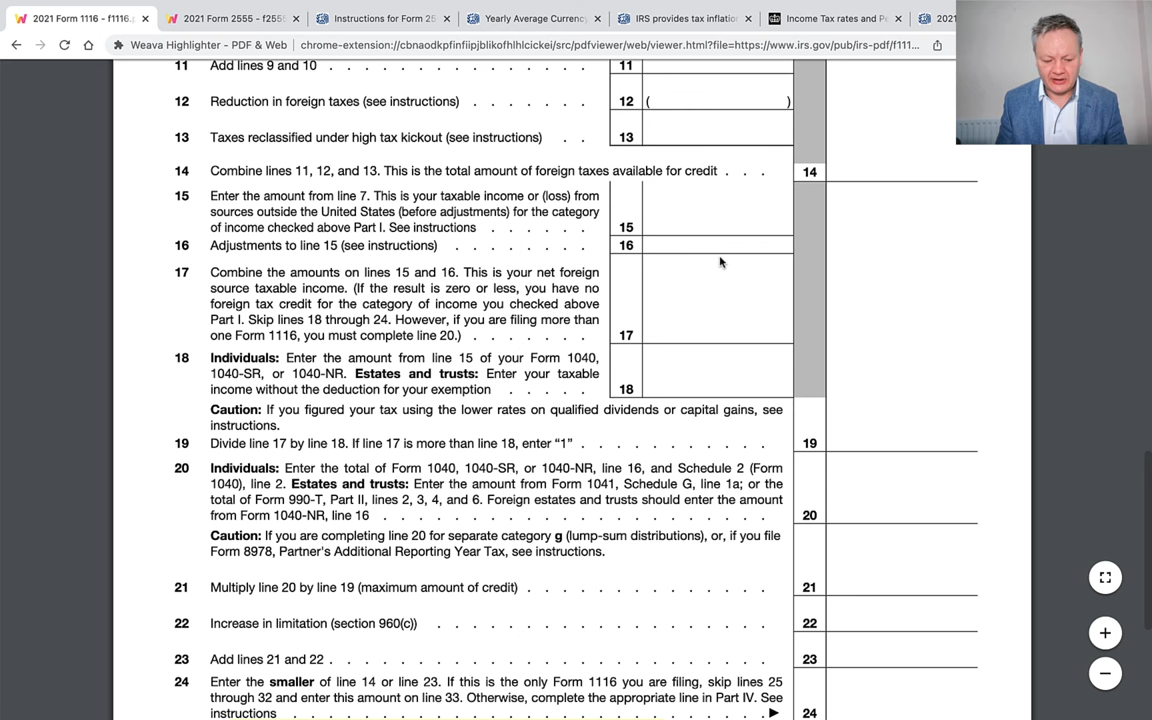 2021 Form 1116 - f1116.
2021 Form 2555 - f2555
Instructions for Form 25
Yearly Average Currency
IRS provides tax inflatio
Income Tax rates and Pe
2021
Weava Highlighter - PDF & Web | chrome-extension://cbnaodkpfinfiipjblikofhlhlcickei/src/pdfviewer/web/viewer.html?file=https://www.irs.gov/pub/irs-pdf/f111...
11 Add lines 9 and 10 . . . . . . . . . . . . . . 11
12 Reduction in foreign taxes (see instructions) . . . . . . . 12 ( )
13 Taxes reclassified under high tax kickout (see instructions) . . 13
14 Combine lines 11, 12, and 13. This is the total amount of foreign taxes available for credit . . . 14
15 Enter the amount from line 7. This is your taxable income or (loss) from
sources outside the United States (before adjustments) for the category
of income checked above Part I. See instructions . . . . . . 15
16 Adjustments to line 15 (see instructions) . . . . . . . . 16
17 Combine the amounts on lines 15 and 16. This is your net foreign
source taxable income. (If the result is zero or less, you have no
foreign tax credit for the category of income you checked above
Part I. Skip lines 18 through 24. However, if you are filing more than
one Form 1116, you must complete line 20.) . . . . . . . 17
18 Individuals: Enter the amount from line 15 of your Form 1040,
1040-SR, or 1040-NR. Estates and trusts: Enter your taxable
income without the deduction for your exemption . . . . . 18
Caution: If you figured your tax using the lower rates on qualified dividends or capital gains, see
instructions.
19 Divide line 17 by line 18. If line 17 is more than line 18, enter “1” . . . . . . . . . . 19
20 Individuals: Enter the total of Form 1040, 1040-SR, or 1040-NR, line 16, and Schedule 2 (Form
1040), line 2. Estates and trusts: Enter the amount from Form 1041, Schedule G, line 1a; or the
total of Form 990-T, Part II, lines 2, 3, 4, and 6. Foreign estates and trusts should enter the amount
from Form 1040-NR, line 16 . . . . . . . . . . . . . . . . . . . 20
Caution: If you are completing line 20 for separate category g (lump-sum distributions), or, if you file
Form 8978, Partner’s Additional Reporting Year Tax, see instructions.
21 Multiply line 20 by line 19 (maximum amount of credit) . . . . . . . . . . . . 21
22 Increase in limitation (section 960(c)) . . . . . . . . . . . . . . . . . 22
23 Add lines 21 and 22 . . . . . . . . . . . . . . . . . . . . . 23
24 Enter the smaller of line 14 or line 23. If this is the only Form 1116 you are filing, skip lines 25
through 32 and enter this amount on line 33. Otherwise, complete the appropriate line in Part IV. See
instructions . . . . . . . . . . . . . . . . . . . . . . . ▶ 24